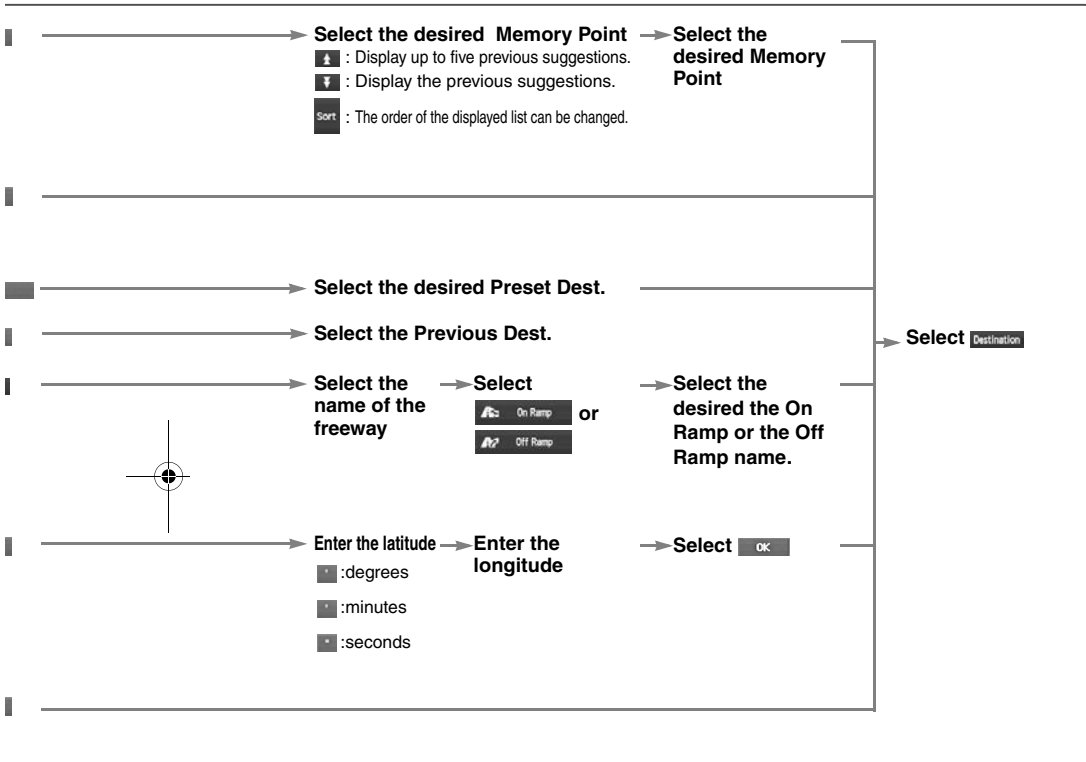 Select the desired Memory Point
: Display up to five previous suggestions.
: Display the previous suggestions.
Sort : The order of the displayed list can be changed.
Select the
desired Memory
Point
Select the desired Preset Dest.
Select the Previous Dest.
Select the
name of the
freeway
Select
On Ramp or
Off Ramp
Select the
desired the On
Ramp or the Off
Ramp name.
Enter the latitude
° :degrees
' :minutes
" :seconds
Enter the
longitude
Select OK
Select Destination